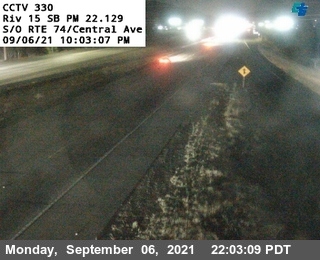 CCTV 330
Riv 15 SB PM 22.129
S/O RTE 74/Central Ave
09/06/21 10:03:07 PM
Monday, September 06, 2021 22:03:09 PDT